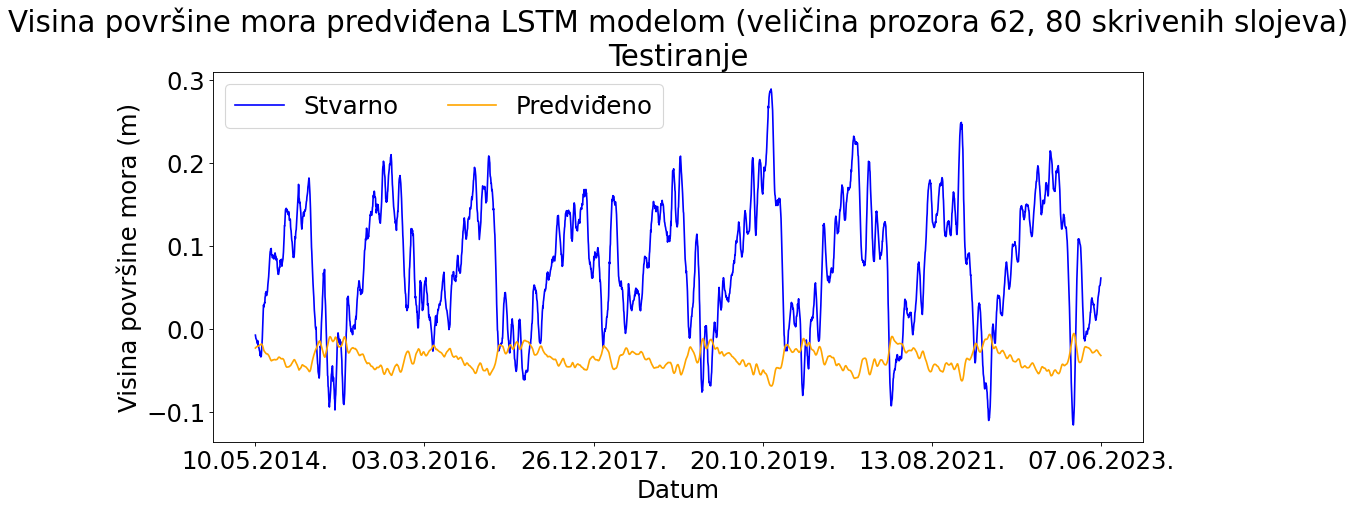 Visina površine mora predviđena LSTM modelom (veličina prozora 62, 80 skrivenih slojeva)
Testiranje
Stvarno
Predviđeno
Visina površine mora (m)
0.3
0.2
0.1
0.0
−0.1
10.05.2014.
03.03.2016.
26.12.2017.
20.10.2019.
13.08.2021.
07.06.2023.
Datum